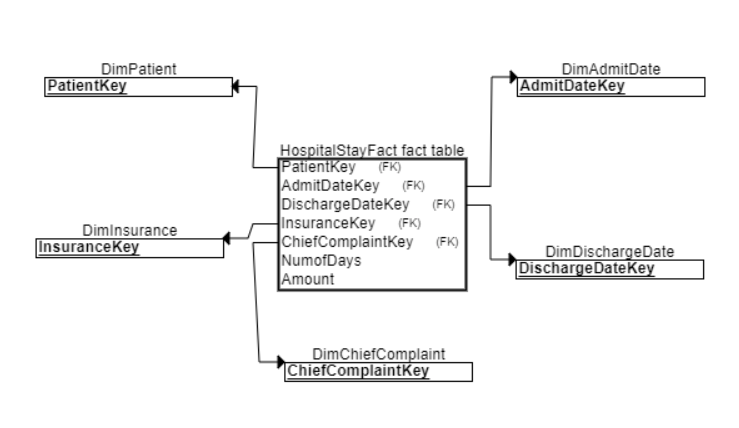 DimPatient
PatientKey
DimAdmitDate
AdmitDateKey
HospitalStayFact fact table
PatientKey (FK)
AdmitDateKey (FK)
DischargeDateKey (FK)
InsuranceKey (FK)
ChiefComplaintKey (FK)
NumofDays
Amount
DimInsurance
InsuranceKey
DimDischargeDate
DischargeDateKey
DimChiefComplaint
ChiefComplaintKey